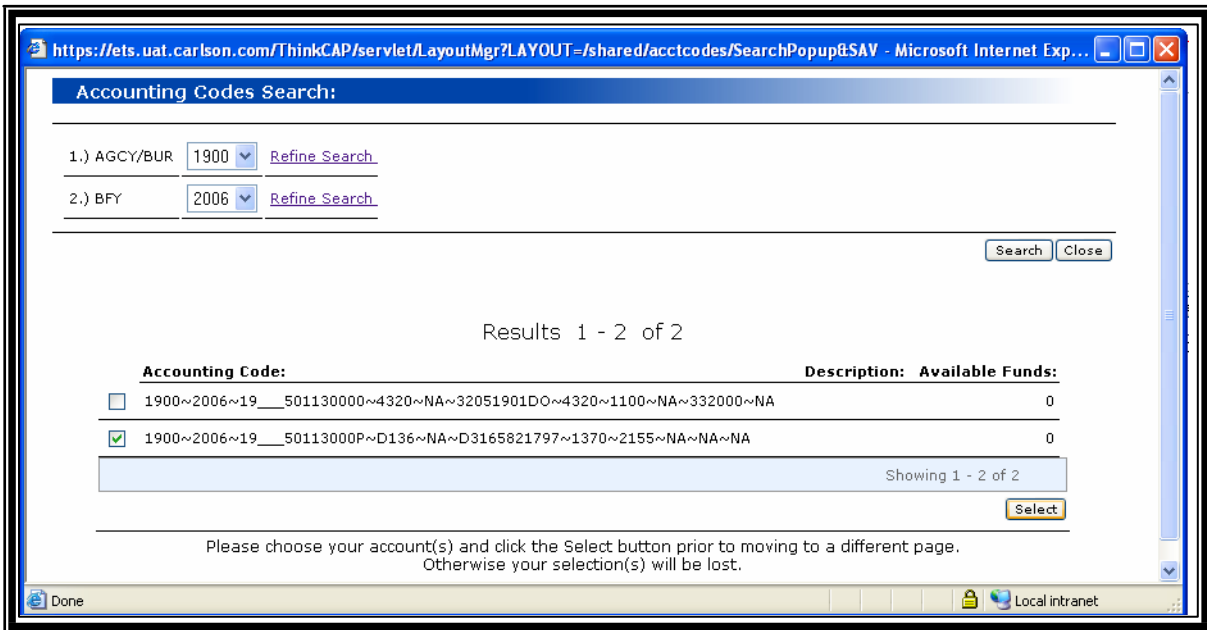 https://ets.uat.carlson.com/ThinkCAP/servlet/LayoutMgr?LAYOUT=/shared/acctcodes/SearchPopup&SAV - Microsoft Internet Exp...
Accounting Codes Search:
1.) AGCY/BUR 1900 Refine Search
2.) BFY 2006 Refine Search
Search Close
Results 1 - 2 of 2
Accounting Code: Description: Available Funds:
1900~2006~19___501130000~4320~NA~32051901DO~4320~1100~NA~332000~NA 0
1900~2006~19___50113000P~D136~NA~D3165821797~1370~2155~NA~NA~NA 0
Showing 1 - 2 of 2
Select
Please choose your account(s) and click the Select button prior to moving to a different page.
Otherwise your selection(s) will be lost.
Done Local intranet